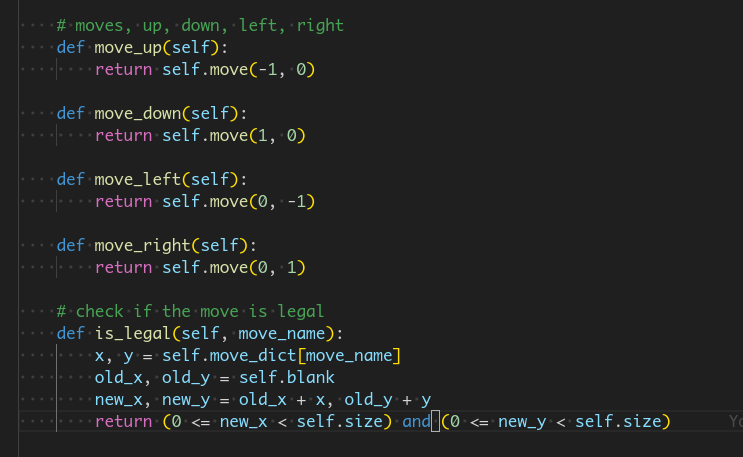 # moves, up, down, left, right
def move_up(self):
return self.move(-1, 0)
def move_down(self):
return self.move(1, 0)
def move_left(self):
return self.move(0, -1)
def move_right(self):
return self.move(0, 1)
# check if the move is legal
def is_legal(self, move_name):
x, y = self.move_dict[move_name]
old_x, old_y = self.blank
new_x, new_y = old_x + x, old_y + y
return (0 <= new_x < self.size) and (0 <= new_y < self.size)